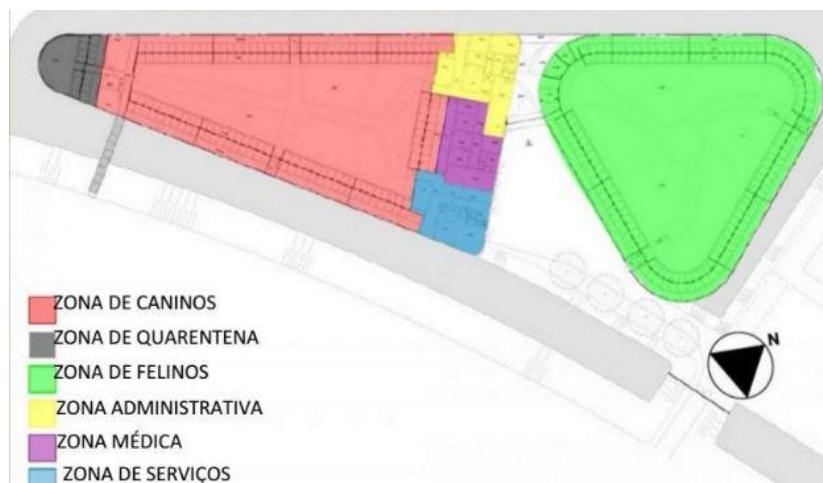 N
ZONA DE CANINOS
ZONA DE QUARENTENA
ZONA DE FELINOS
ZONA ADMINISTRATIVA
ZONA MÉDICA
ZONA DE SERVIÇOS